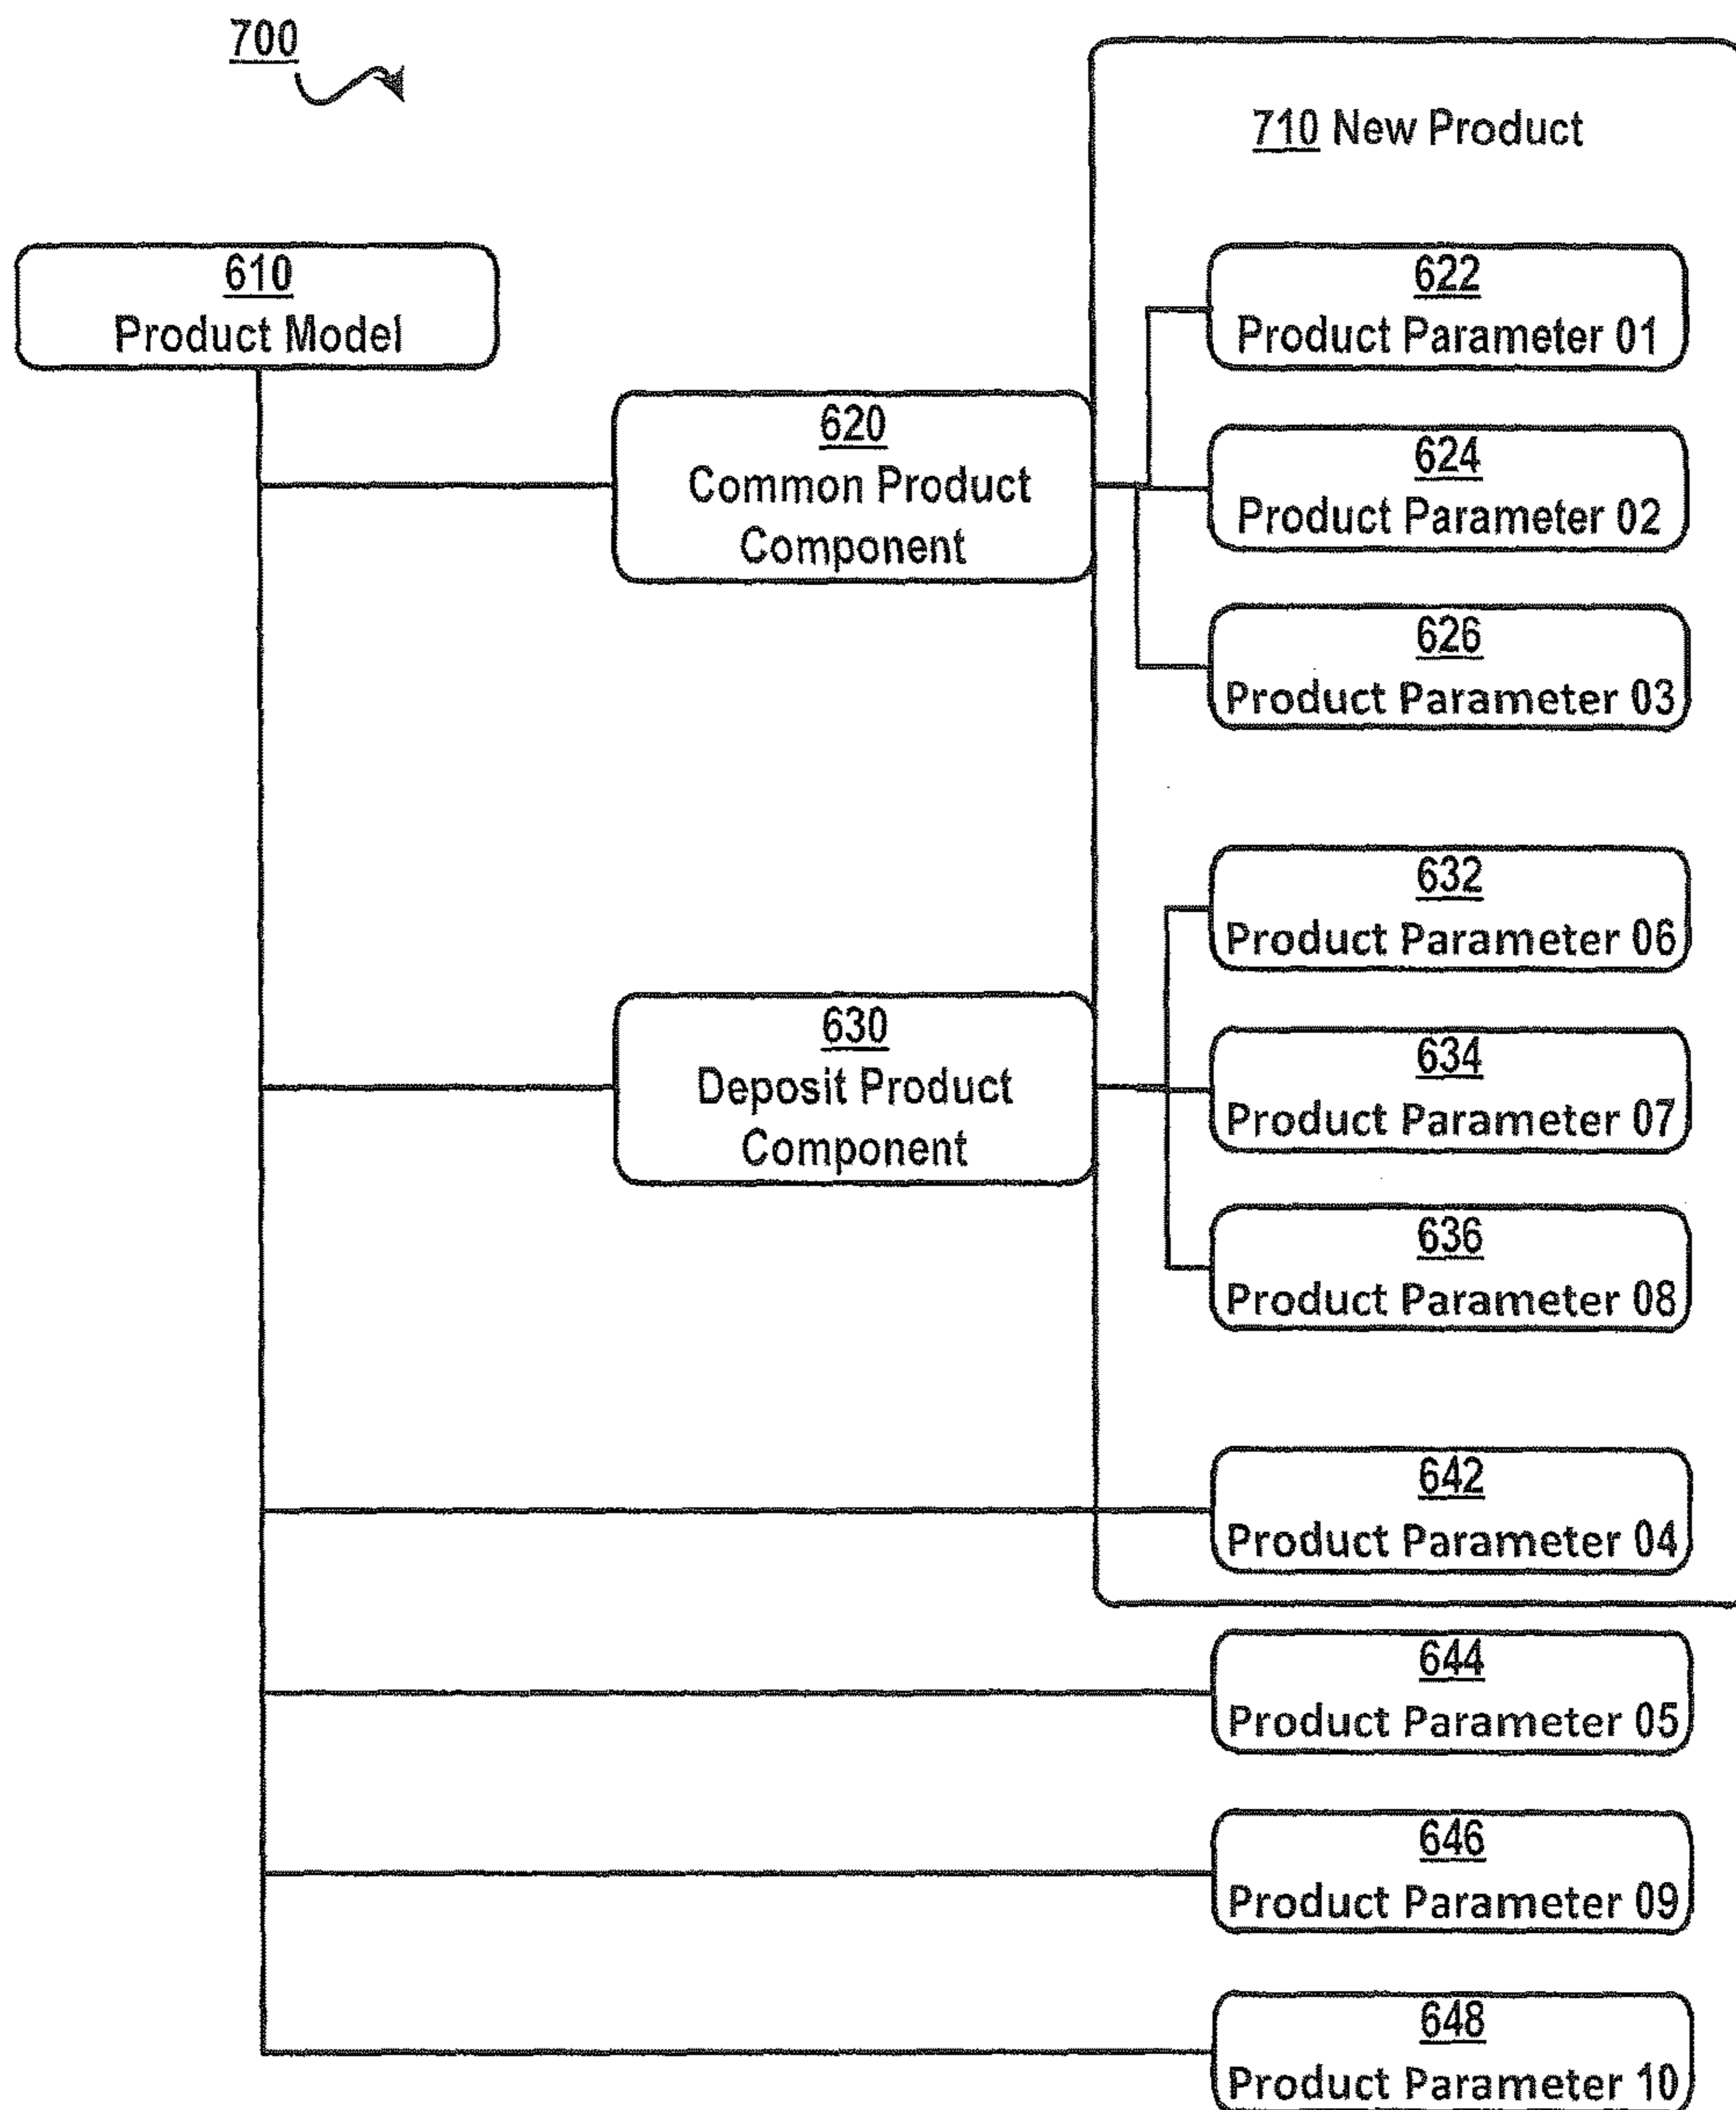 700
710 New Product
610
Product Model
622
Product Parameter 01
620
Common Product
Component
624
Product Parameter 02
626
Product Parameter 03
632
Product Parameter 06
630
Deposit Product
Component
634
Product Parameter 07
636
Product Parameter 08
642
Product Parameter 04
644
Product Parameter 05
646
Product Parameter 09
648
Product Parameter 10